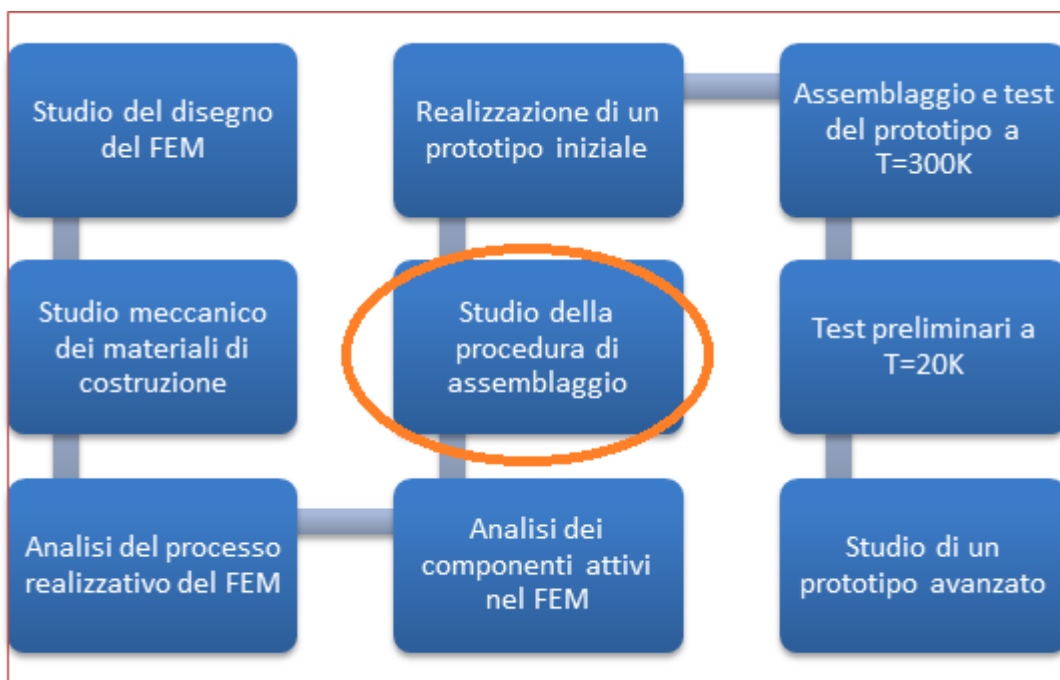 Studio del disegno
del FEM
Studio meccanico
dei materiali di
costruzione
Analisi del processo
realizzativo del FEM
Analisi dei
componenti attivi
nel FEM
Studio della
procedura di
assemblaggio
Realizzazione di un
prototipo iniziale
Assemblaggio e test
del prototipo a
T=300K
Test preliminari a
T=20K
Studio di un
prototipo avanzato